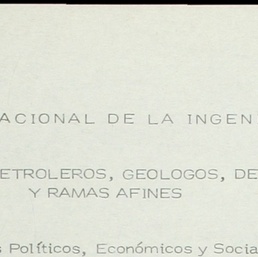 ACIONAL DE LA INGEN
ETROLEROS, GEOLOGOS, DE
Y RAMAS AFINES
s Políticos, Económicos y Socia